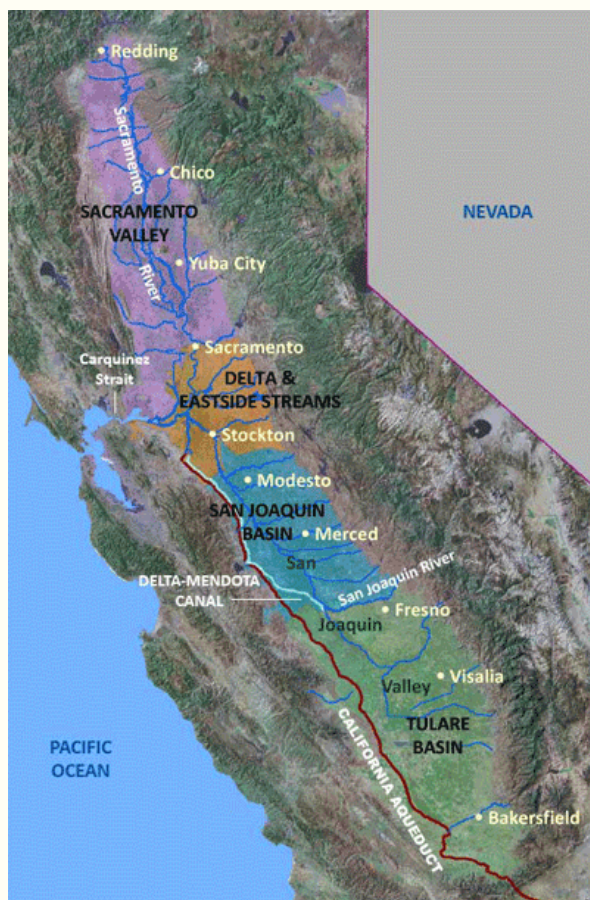 Redding
Sacramento
River
Chico
SACRAMENTO
VALLEY
NEVADA
Yuba City
Carquinez
Strait
Sacramento
DELTA &
EASTSIDE STREAMS
Stockton
Modesto
SAN JOAQUIN
BASIN
Merced
San
Joaquin
Valley
San Joaquin River
DELTA-MENDOTA
CANAL
Fresno
Visalia
TULARE
BASIN
PACIFIC
OCEAN
CALIFORNIA AQUEDUCT
Bakersfield